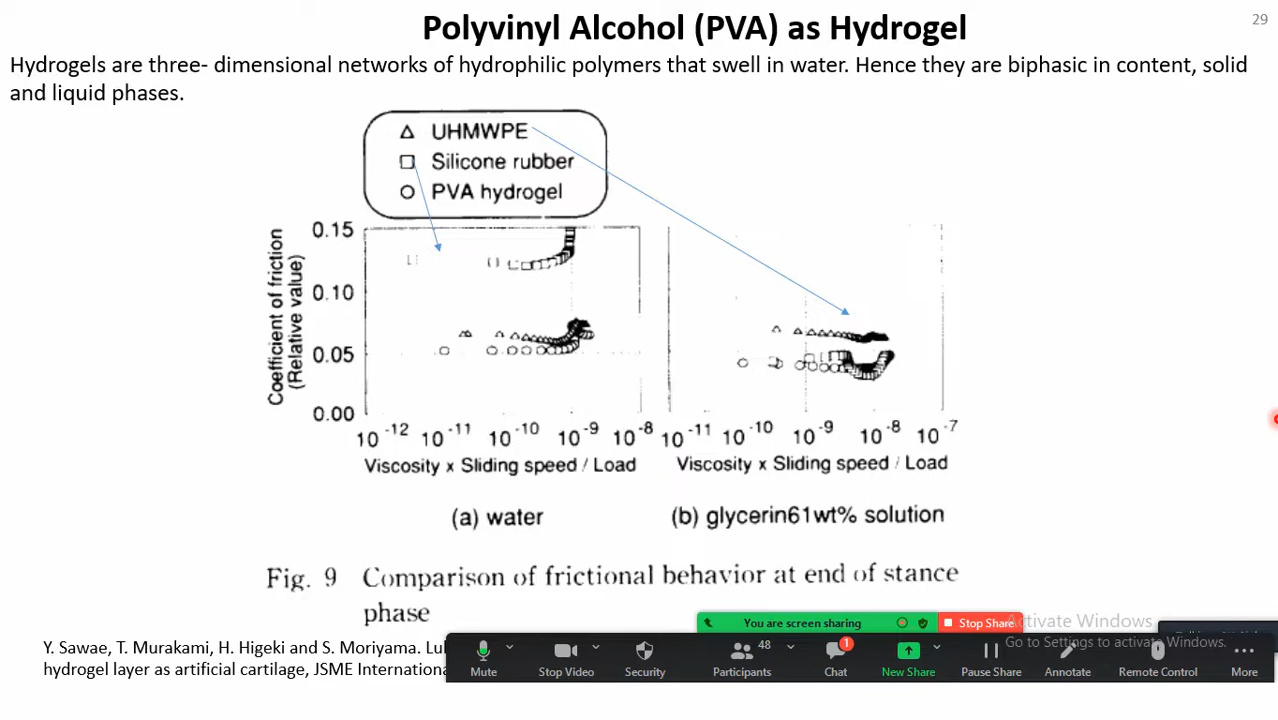 Polyvinyl Alcohol (PVA) as Hydrogel
29
Hydrogels are three- dimensional networks of hydrophilic polymers that swell in water. Hence they are biphasic in content, solid
and liquid phases.
△ UHMWPE
□ Silicone rubber
○ PVA hydrogel
Coefficient of friction
(Relative value)
0.15
0.10
0.05
0.00
10⁻¹² 10⁻¹¹ 10⁻¹⁰ 10⁻⁹ 10⁻⁸
10⁻¹¹ 10⁻¹⁰ 10⁻⁹ 10⁻⁸ 10⁻⁷
Viscosity x Sliding speed / Load
Viscosity x Sliding speed / Load
(a) water
(b) glycerin61wt% solution
Fig. 9 Comparison of frictional behavior at end of stance
phase
Y. Sawae, T. Murakami, H. Higeki and S. Moriyama.
hydrogel layer as artificial cartilage, JSME International
You are screen sharing
Stop Share
Activate Windows
Go to Settings to activate Windows.
Mute
Stop Video
Security
48
Participants
1
Chat
New Share
Pause Share
Annotate
Remote Control
More